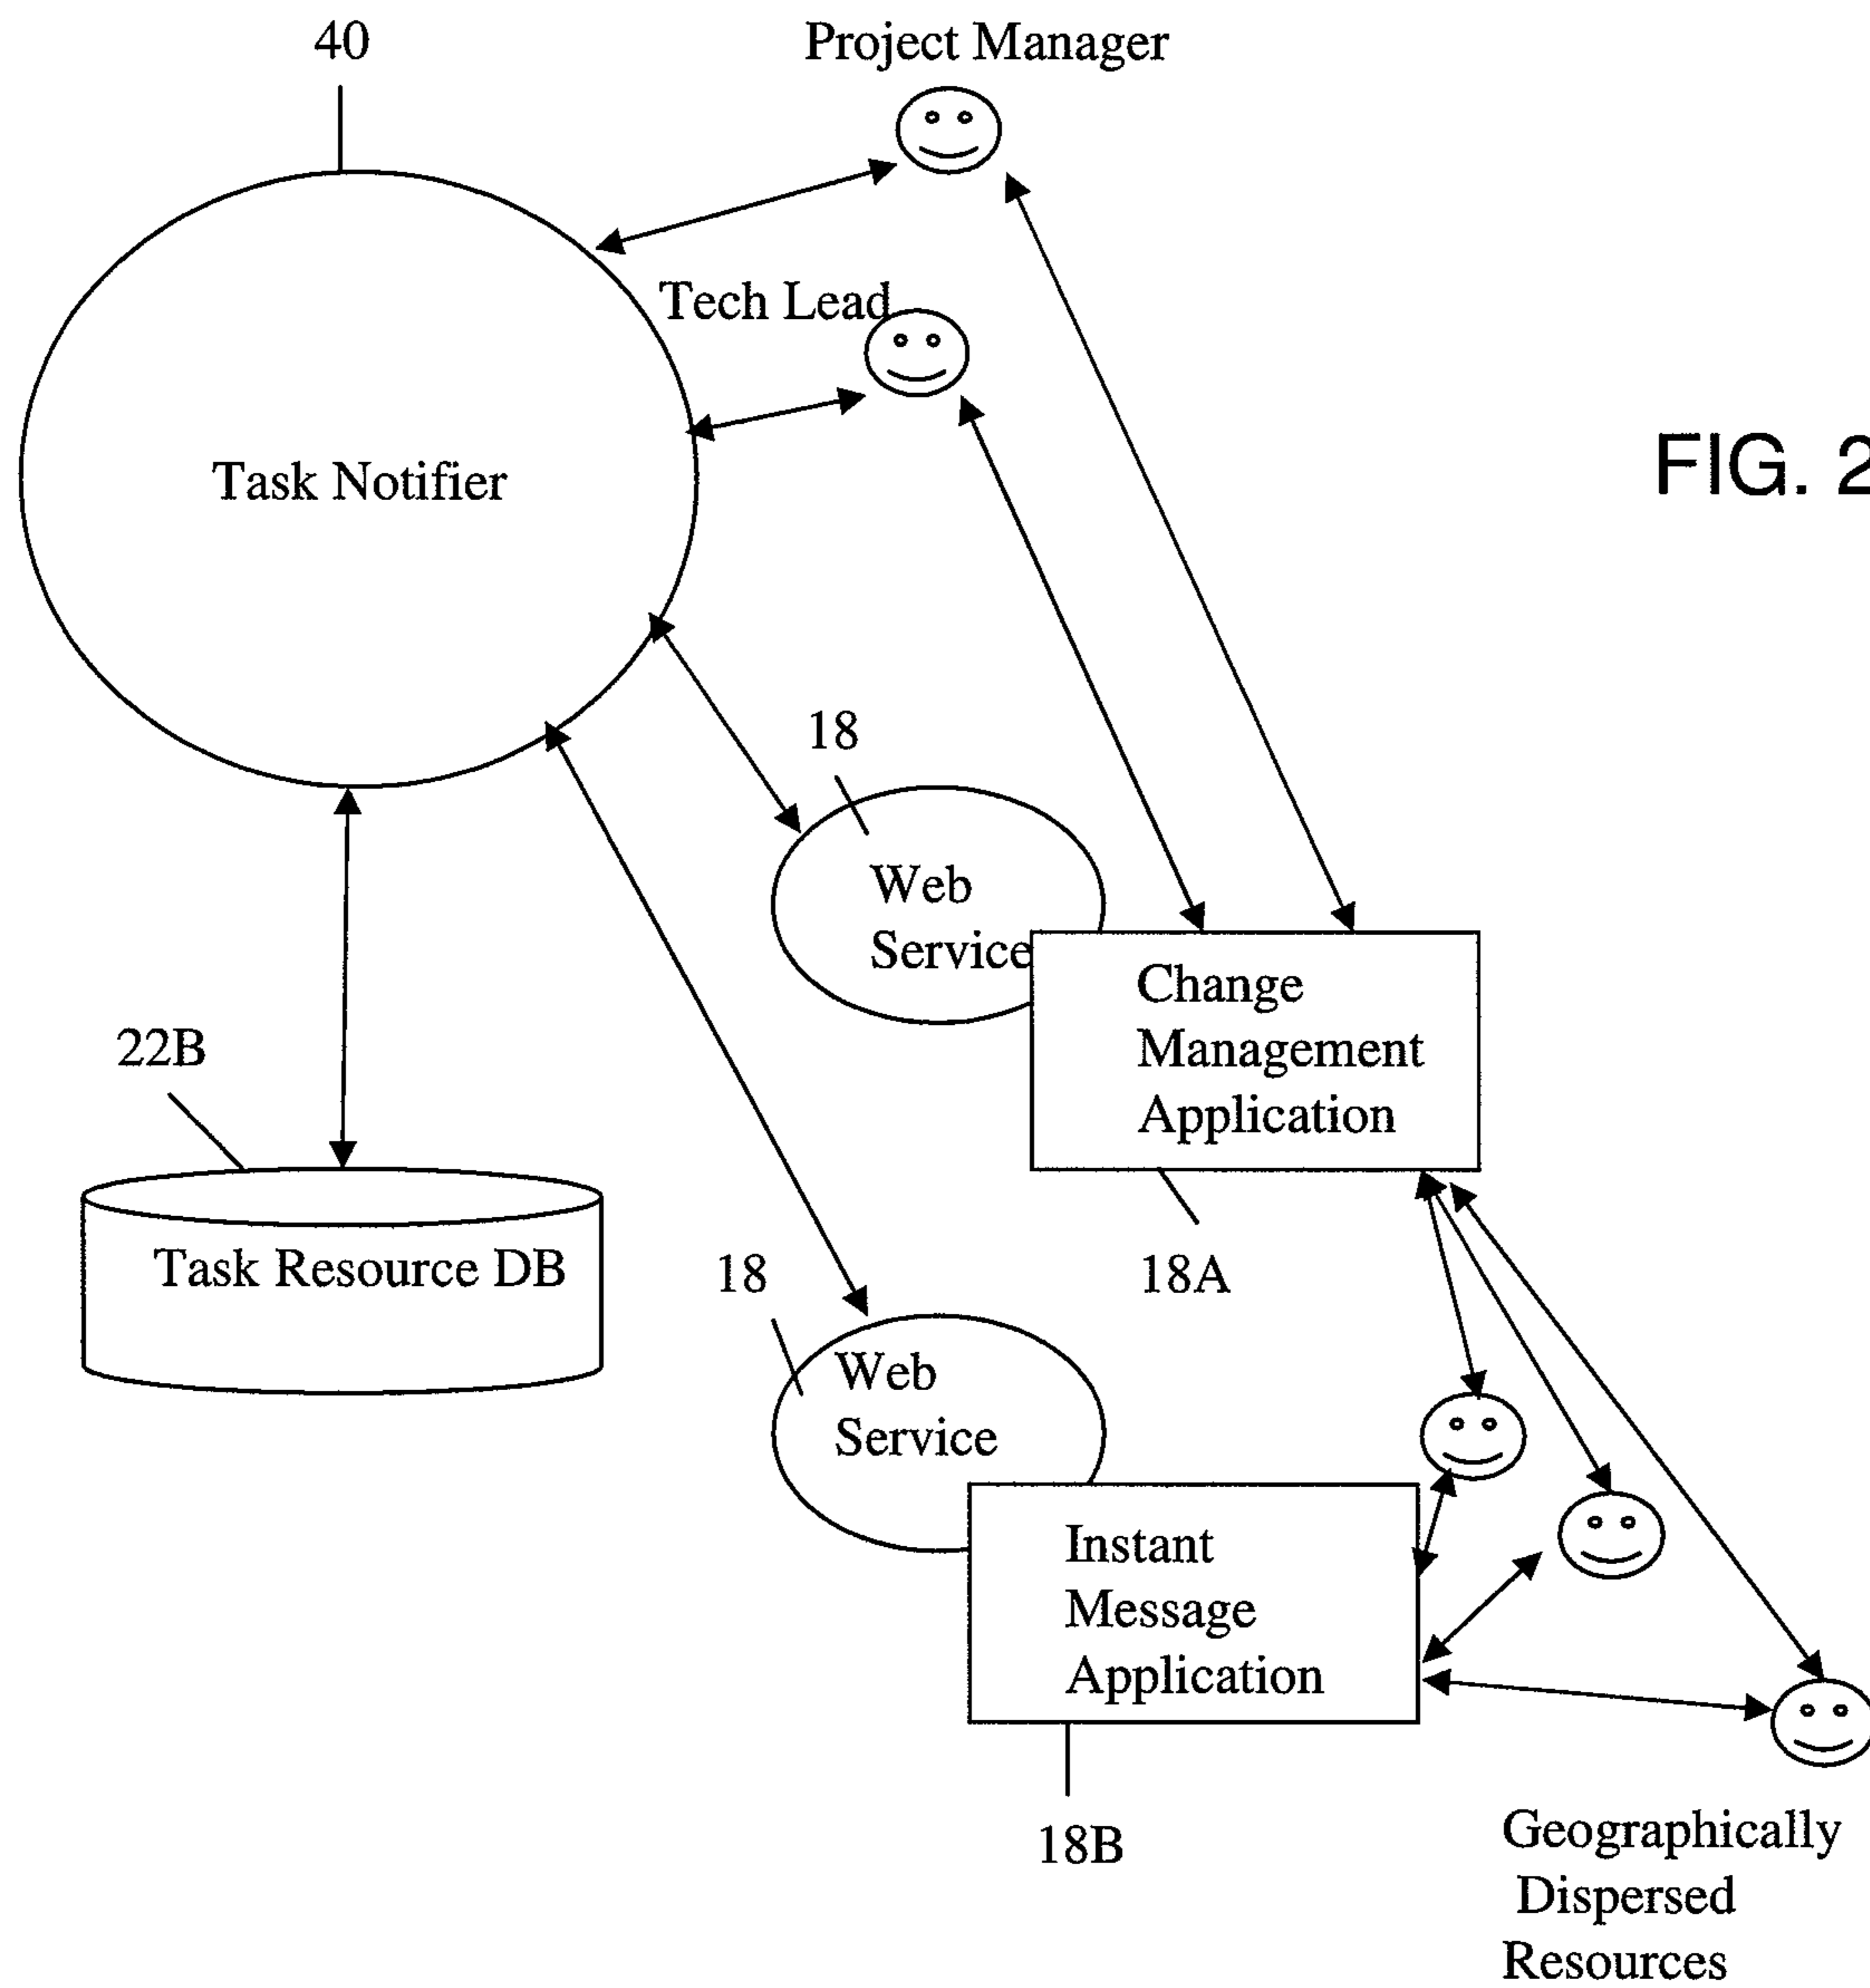 40
Project Manager
Tech Lead
Task Notifier
FIG. 2
18
Web
Service
Change
Management
Application
22B
Task Resource DB
18
18A
Web
Service
Instant
Message
Application
18B
Geographically
Dispersed
Resources